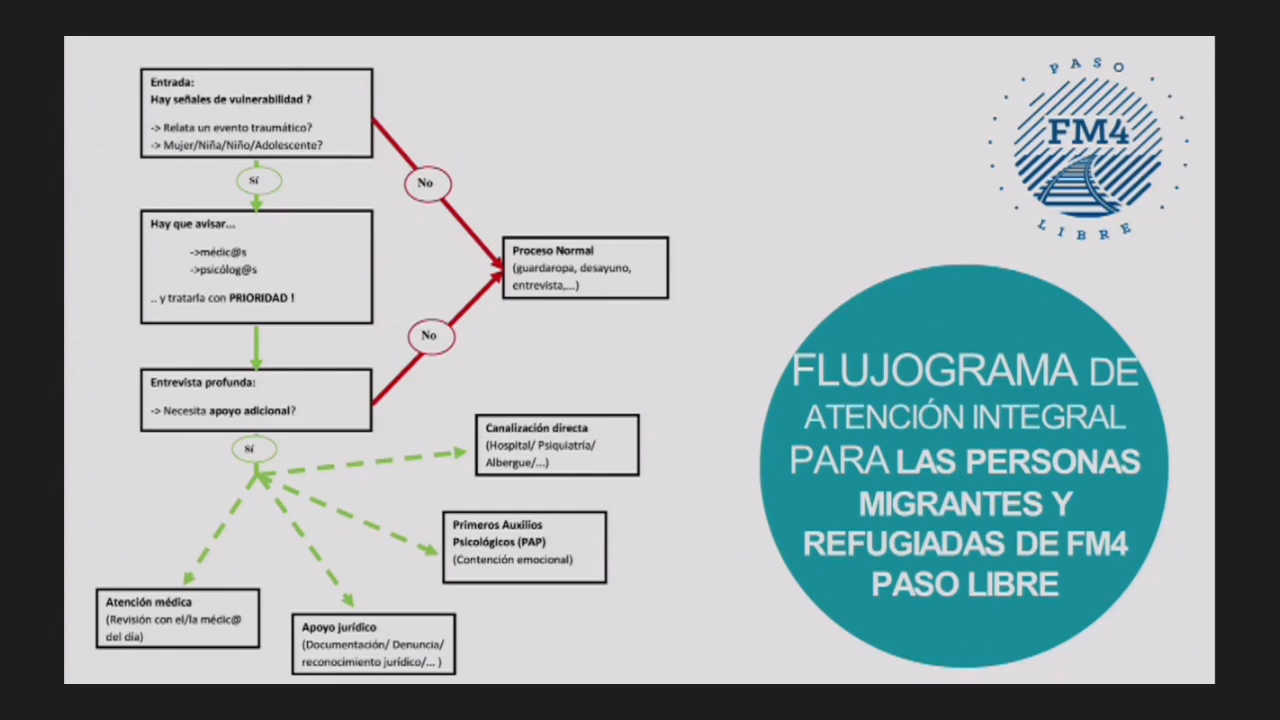 Entrada:
Hay señales de vulnerabilidad ?
-> Relata un evento traumático?
-> Mujer/Niña/Niño/Adolescente?
Sí
No
Hay que avisar...
->médic@s
->psicólog@s
.. y tratarla con PRIORIDAD !
Proceso Normal
(guardaropa, desayuno,
entrevista,...)
No
Entrevista profunda:
-> Necesita apoyo adicional?
Sí
Canalización directa
(Hospital/ Psiquiatría/
Albergue/...)
Primeros Auxilios
Psicológicos (PAP)
(Contención emocional)
Atención médica
(Revisión con el/la médic@
del día)
Apoyo jurídico
(Documentación/ Denuncia/
reconocimiento jurídico/... )
PASO
FM4
LIBRE
FLUJOGRAMA DE
ATENCIÓN INTEGRAL
PARA LAS PERSONAS
MIGRANTES Y
REFUGIADAS DE FM4
PASO LIBRE